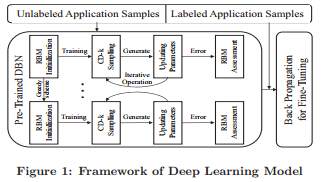 Unlabeled Application Samples
Labeled Application Samples
Pre-Trained DBN
RBM
Initialization
Training
CD-k
Sampling
Generate
Updating
Parameters
Error
RBM
Assessment
Greedy
Scheme
Iterative
Operation
RBM
Initialization
Training
CD-k
Sampling
Generate
Updating
Parameters
Error
RBM
Assessment
Back Propagation
for Fine-Tuning
Figure 1: Framework of Deep Learning Model